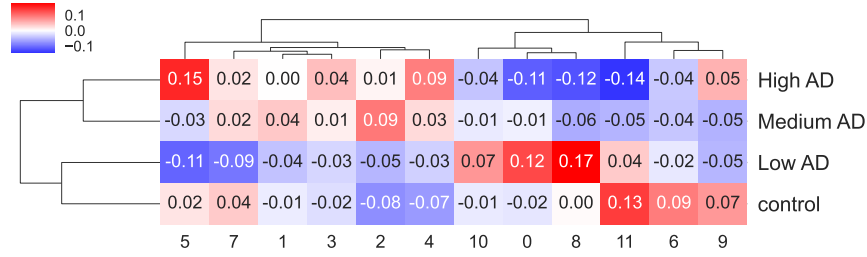 0.1
0.0
−0.1
0.15 0.02 0.00 0.04 0.01 0.09 -0.04 -0.11 -0.12 -0.14 -0.04 0.05 High AD
-0.03 0.02 0.04 0.01 0.09 0.03 -0.01 -0.01 -0.06 -0.05 -0.04 -0.05 Medium AD
-0.11 -0.09 -0.04 -0.03 -0.05 -0.03 0.07 0.12 0.17 0.04 -0.02 -0.05 Low AD
0.02 0.04 -0.01 -0.02 -0.08 -0.07 -0.01 -0.02 0.00 0.13 0.09 0.07 control
5 7 1 3 2 4 10 0 8 11 6 9